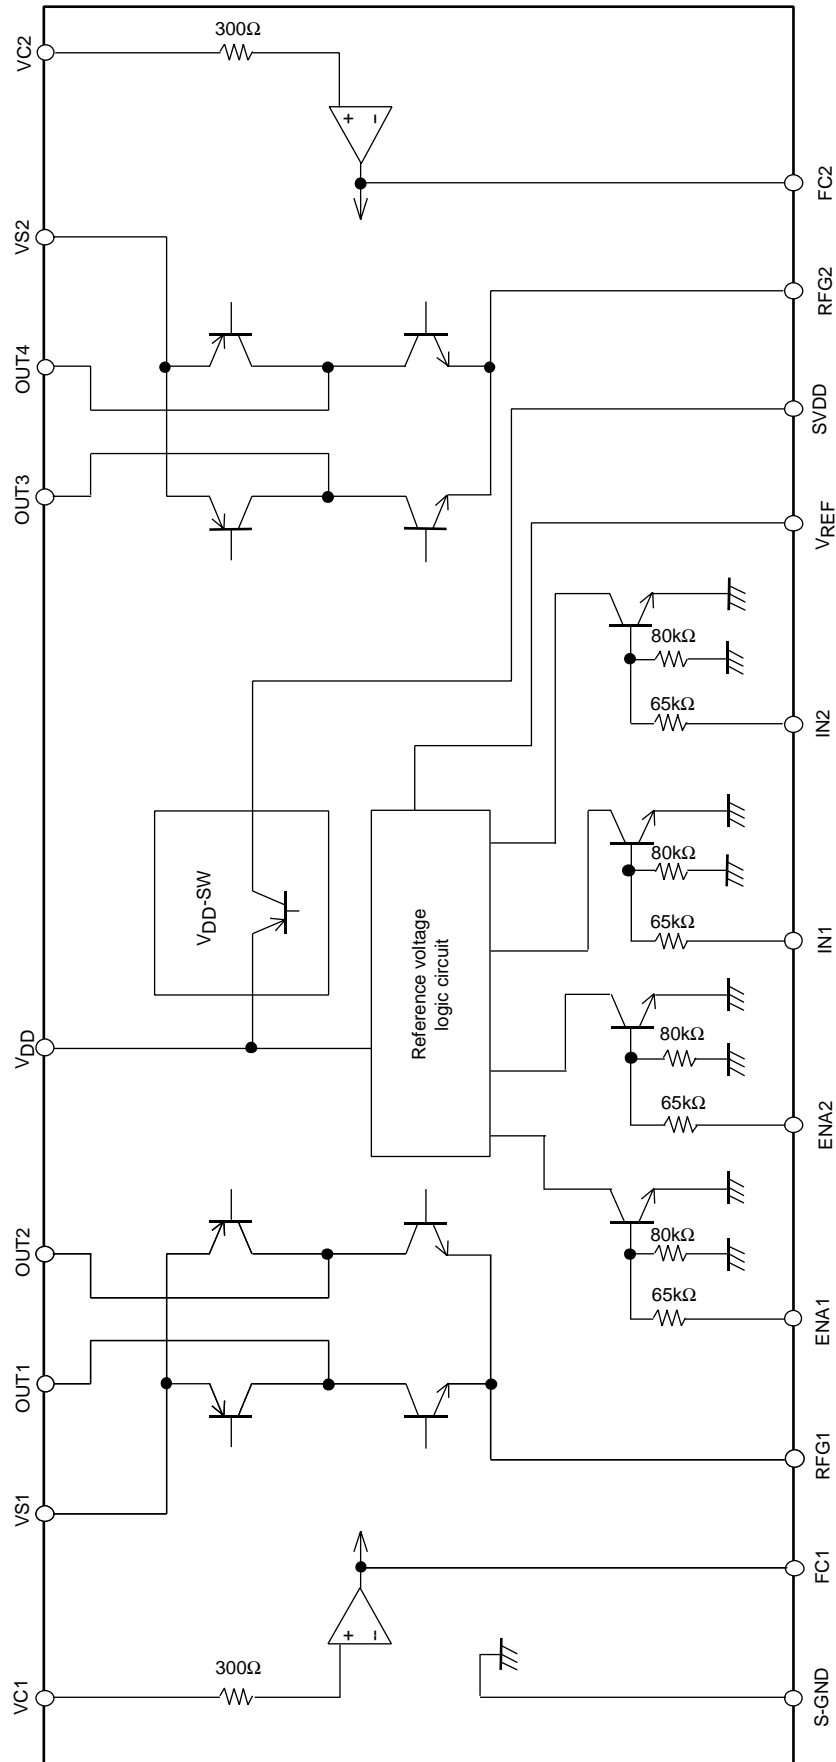 VC1
VS1
OUT1
OUT2
VDD
OUT3
OUT4
VS2
VC2
300Ω
300Ω
+
−
+
−
VDD-SW
Reference voltage
logic circuit
80kΩ
65kΩ
80kΩ
65kΩ
80kΩ
65kΩ
80kΩ
65kΩ
S-GND
FC1
RFG1
ENA1
ENA2
IN1
IN2
VREF
SVDD
RFG2
FC2